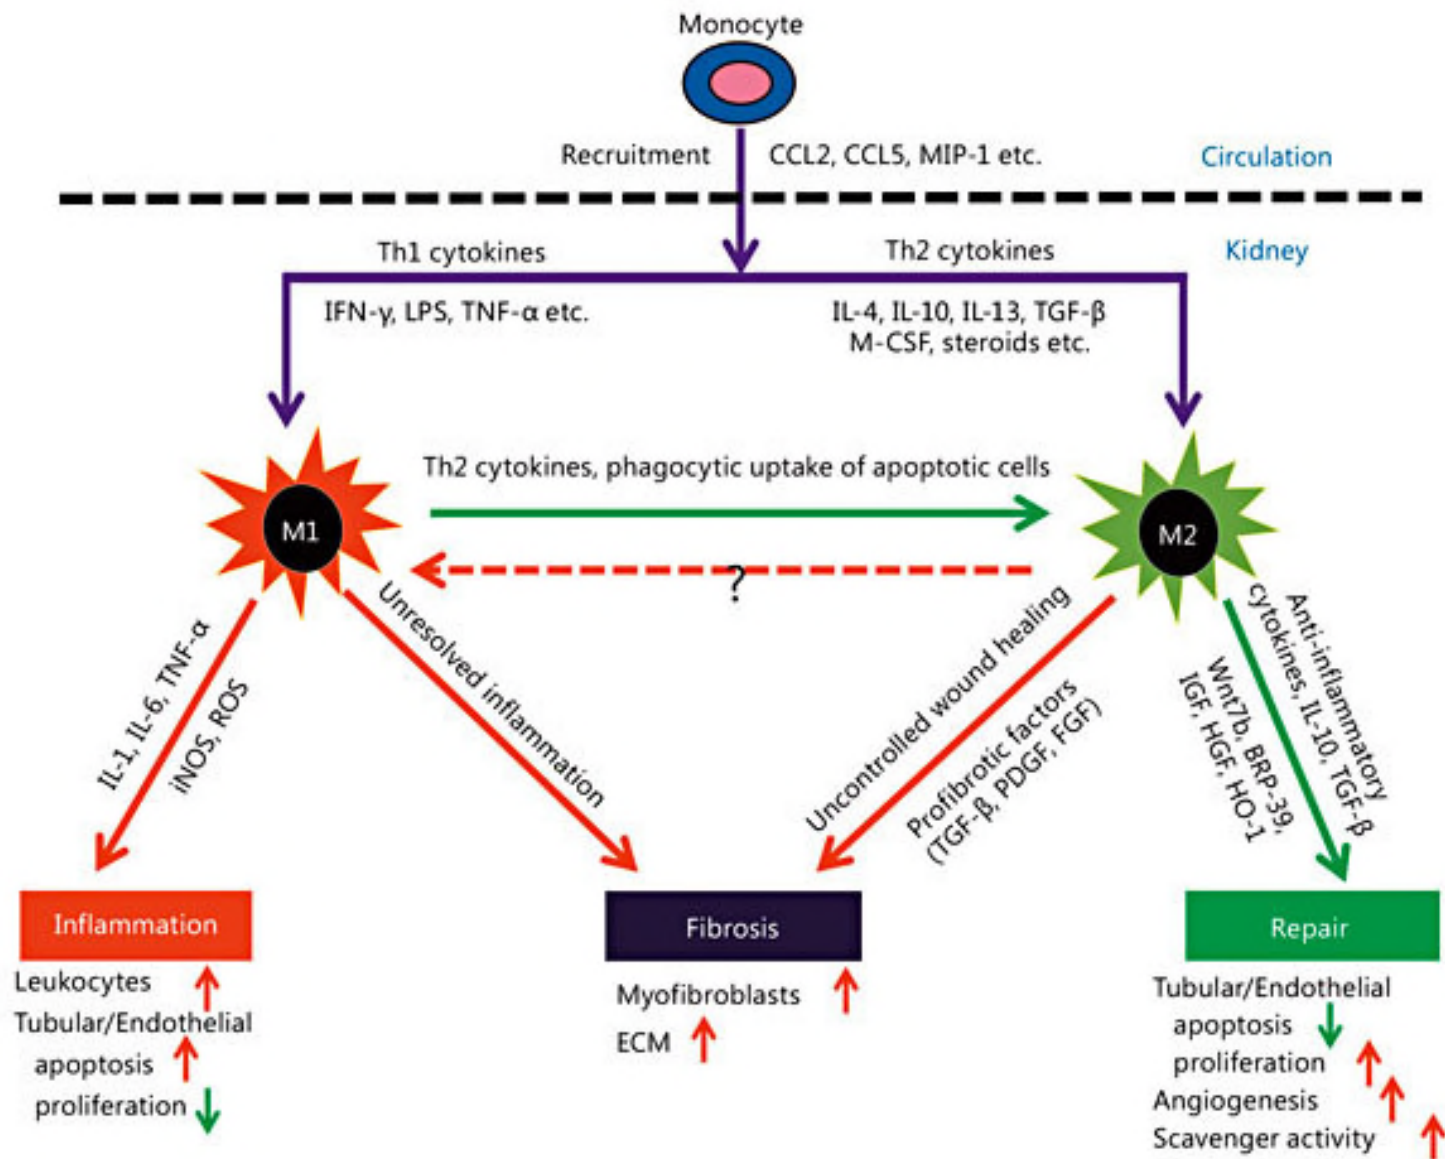 Monocyte
Recruitment
CCL2, CCL5, MIP-1 etc.
Circulation
Th1 cytokines
Th2 cytokines
Kidney
IFN-γ, LPS, TNF-α etc.
IL-4, IL-10, IL-13, TGF-β
M-CSF, steroids etc.
Th2 cytokines, phagocytic uptake of apoptotic cells
M1
M2
?
IL-1, IL-6, TNF-α
iNOS, ROS
Unresolved inflammation
Uncontrolled wound healing
Profibrotic factors
(TGF-β, PDGF, FGF)
Anti-inflammatory
cytokines, IL-10, TGF-β
Wnt7b, BRP-39,
IGF, HGF, HO-1
Inflammation
Leukocytes
Tubular/Endothelial
apoptosis
proliferation
Fibrosis
Myofibroblasts
ECM
Repair
Tubular/Endothelial
apoptosis
proliferation
Angiogenesis
Scavenger activity